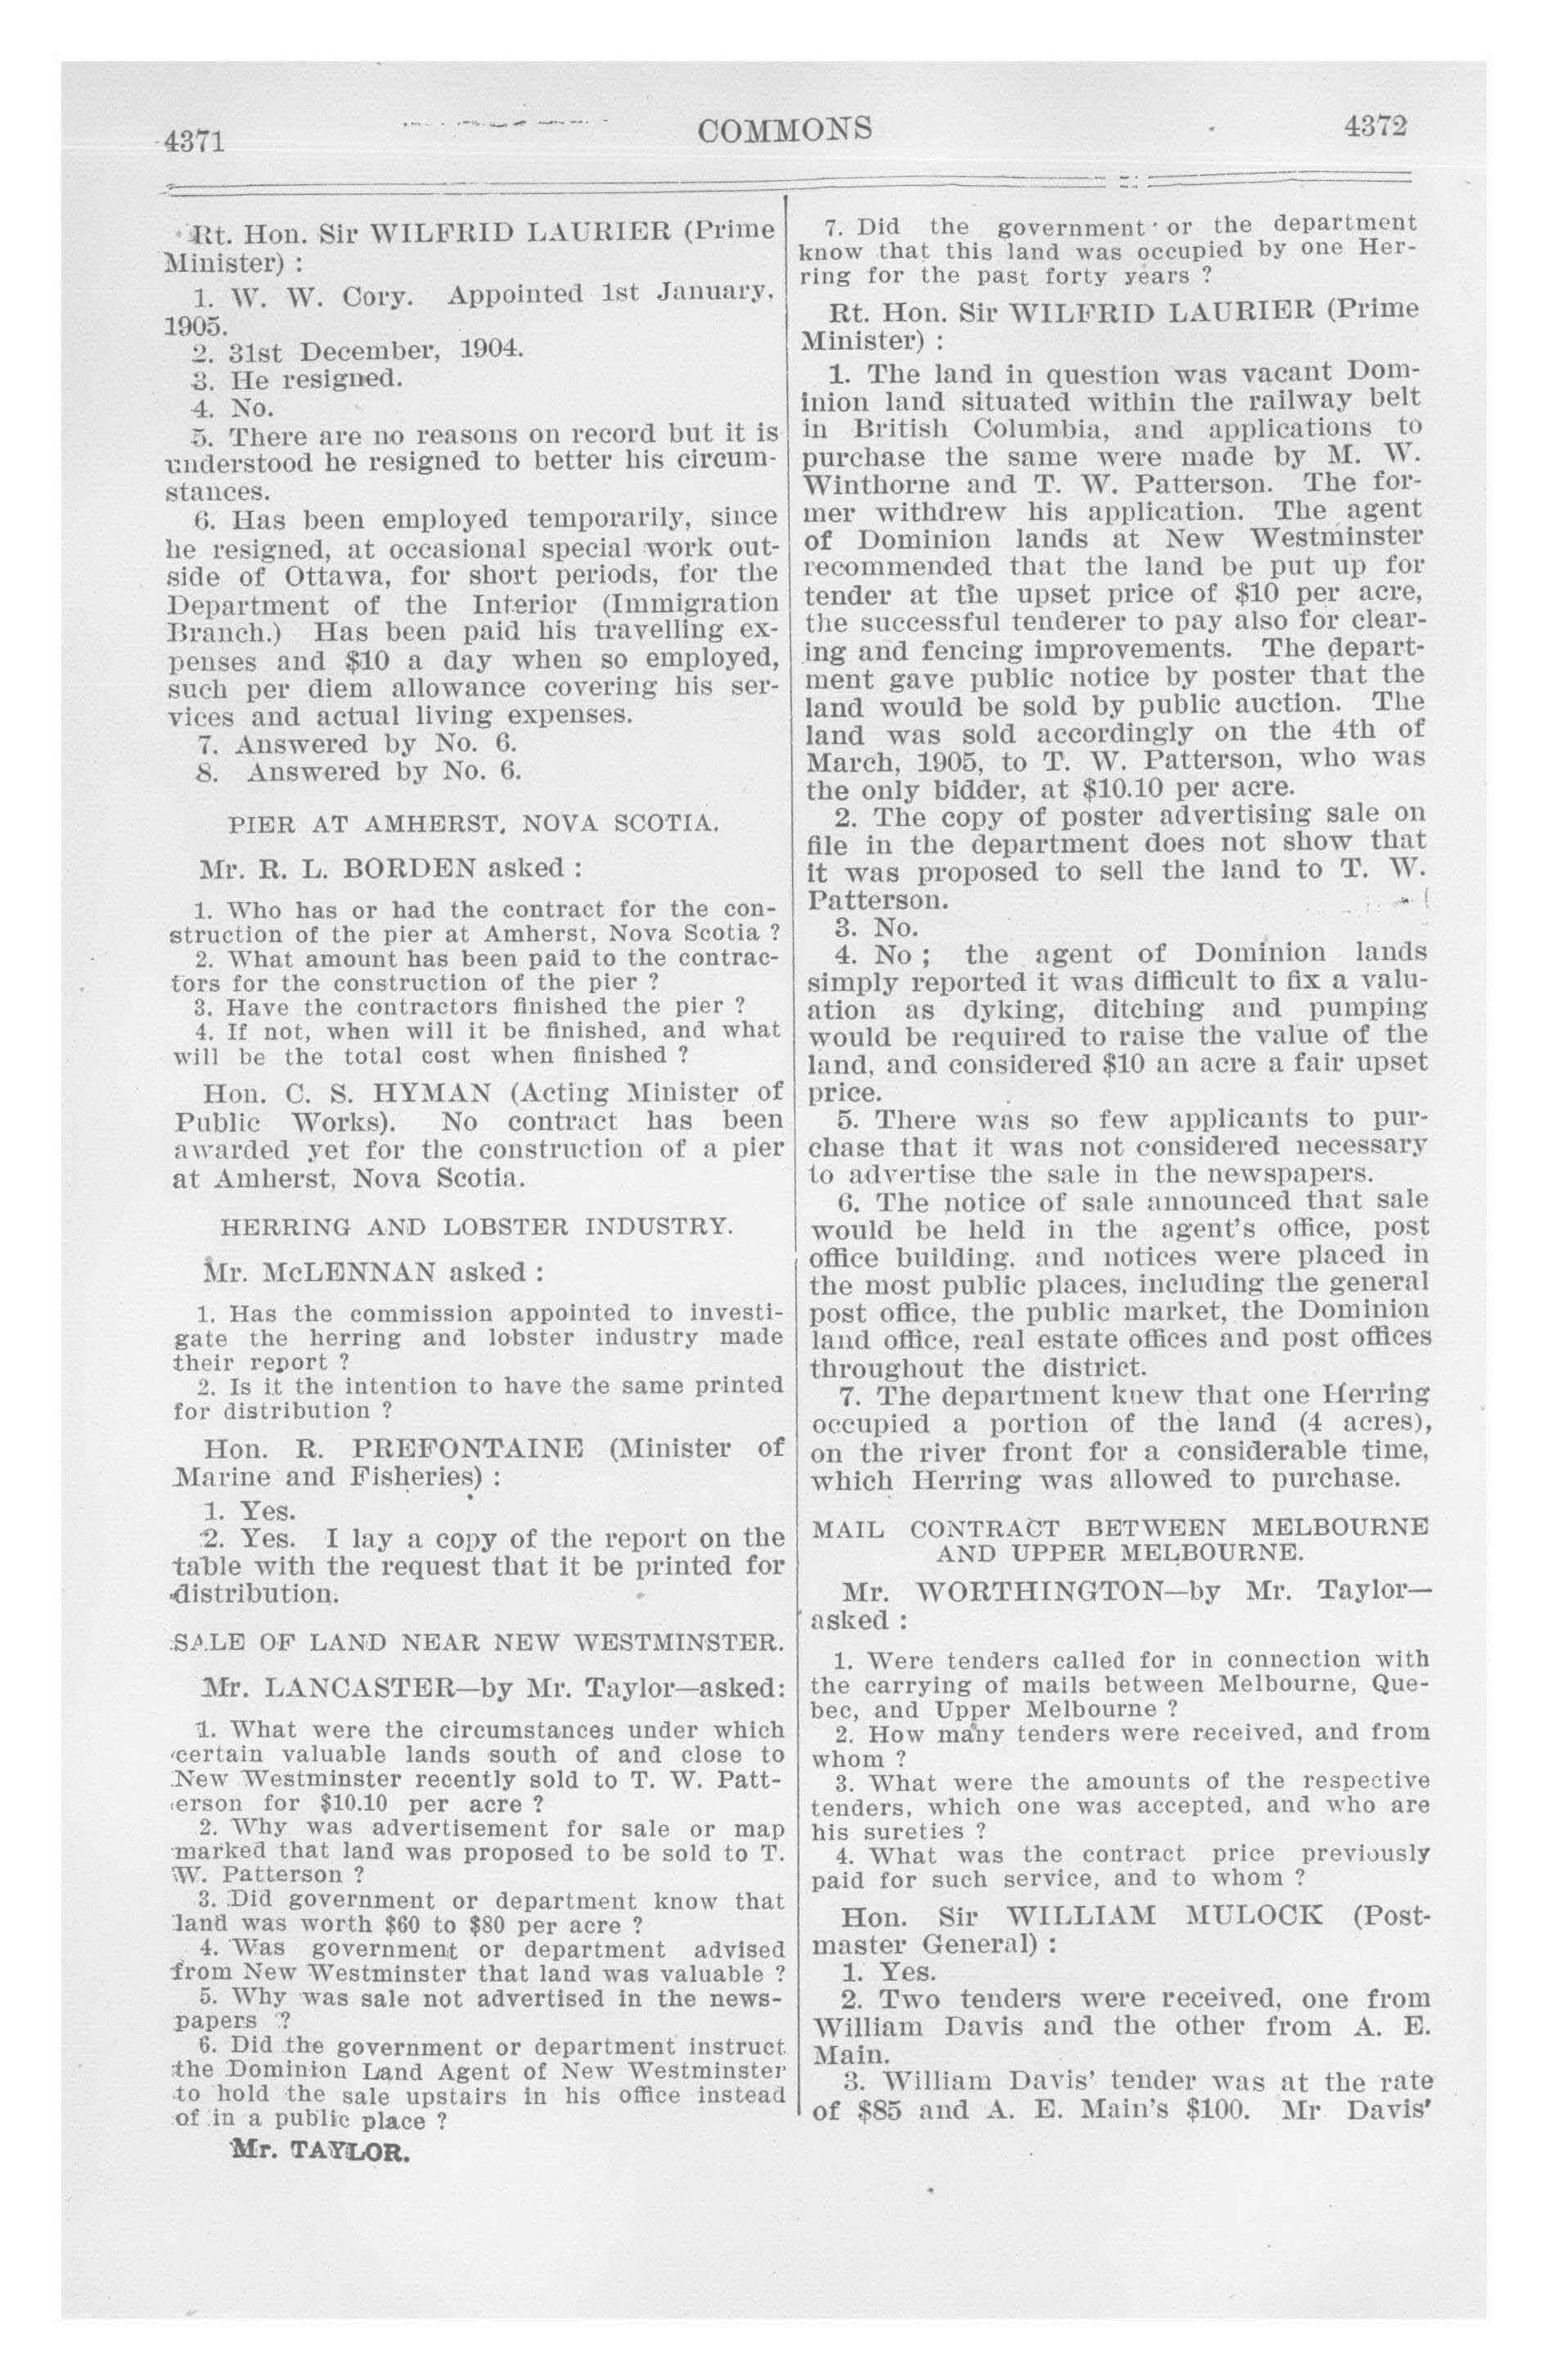 4371
COMMONS
4372
Rt. Hon. Sir WILFRID LAURIER (Prime
Minister) :
1. W. W. Cory. Appointed 1st January,
1905.
2. 31st December, 1904.
3. He resigned.
4. No.
5. There are no reasons on record but it is
understood he resigned to better his circum-
stances.
6. Has been employed temporarily, since
he resigned, at occasional special work out-
side of Ottawa, for short periods, for the
Department of the Interior (Immigration
Branch.) Has been paid his travelling ex-
penses and $10 a day when so employed,
such per diem allowance covering his ser-
vices and actual living expenses.
7. Answered by No. 6.
8. Answered by No. 6.
PIER AT AMHERST, NOVA SCOTIA.
Mr. R. L. BORDEN asked :
1. Who has or had the contract for the con-
struction of the pier at Amherst, Nova Scotia ?
2. What amount has been paid to the contrac-
tors for the construction of the pier ?
3. Have the contractors finished the pier ?
4. If not, when will it be finished, and what
will be the total cost when finished ?
Hon. C. S. HYMAN (Acting Minister of
Public Works). No contract has been
awarded yet for the construction of a pier
at Amherst, Nova Scotia.
HERRING AND LOBSTER INDUSTRY.
Mr. McLENNAN asked :
1. Has the commission appointed to investi-
gate the herring and lobster industry made
their report ?
2. Is it the intention to have the same printed
for distribution ?
Hon. R. PREFONTAINE (Minister of
Marine and Fisheries) :
1. Yes.
2. Yes. I lay a copy of the report on the
table with the request that it be printed for
distribution.
SALE OF LAND NEAR NEW WESTMINSTER.
Mr. LANCASTER—by Mr. Taylor—asked:
1. What were the circumstances under which
certain valuable lands south of and close to
New Westminster recently sold to T. W. Patt-
erson for $10.10 per acre ?
2. Why was advertisement for sale or map
marked that land was proposed to be sold to T.
W. Patterson ?
3. Did government or department know that
land was worth $60 to $80 per acre ?
4. Was government or department advised
from New Westminster that land was valuable ?
5. Why was sale not advertised in the news-
papers ?
6. Did the government or department instruct
the Dominion Land Agent of New Westminster
to hold the sale upstairs in his office instead
of in a public place ?
Mr. TAYLOR.
7. Did the government or the department
know that this land was occupied by one Her-
ring for the past forty years ?
Rt. Hon. Sir WILFRID LAURIER (Prime
Minister) :
1. The land in question was vacant Dom-
inion land situated within the railway belt
in British Columbia, and applications to
purchase the same were made by M. W.
Winthorne and T. W. Patterson. The for-
mer withdrew his application. The agent
of Dominion lands at New Westminster
recommended that the land be put up for
tender at the upset price of $10 per acre,
the successful tenderer to pay also for clear-
ing and fencing improvements. The depart-
ment gave public notice by poster that the
land would be sold by public auction. The
land was sold accordingly on the 4th of
March, 1905, to T. W. Patterson, who was
the only bidder, at $10.10 per acre.
2. The copy of poster advertising sale on
file in the department does not show that
it was proposed to sell the land to T. W.
Patterson.
3. No.
4. No ; the agent of Dominion lands
simply reported it was difficult to fix a valu-
ation as dyking, ditching and pumping
would be required to raise the value of the
land, and considered $10 an acre a fair upset
price.
5. There was so few applicants to pur-
chase that it was not considered necessary
to advertise the sale in the newspapers.
6. The notice of sale announced that sale
would be held in the agent's office, post
office building, and notices were placed in
the most public places, including the general
post office, the public market, the Dominion
land office, real estate offices and post offices
throughout the district.
7. The department knew that one Herring
occupied a portion of the land (4 acres),
on the river front for a considerable time,
which Herring was allowed to purchase.
MAIL CONTRACT BETWEEN MELBOURNE
AND UPPER MELBOURNE.
Mr. WORTHINGTON—by Mr. Taylor—
asked :
1. Were tenders called for in connection with
the carrying of mails between Melbourne, Que-
bec, and Upper Melbourne ?
2. How many tenders were received, and from
whom ?
3. What were the amounts of the respective
tenders, which one was accepted, and who are
his sureties ?
4. What was the contract price previously
paid for such service, and to whom ?
Hon. Sir WILLIAM MULOCK (Post-
master General) :
1. Yes.
2. Two tenders were received, one from
William Davis and the other from A. E.
Main.
3. William Davis' tender was at the rate
of $85 and A. E. Main's $100. Mr Davis'